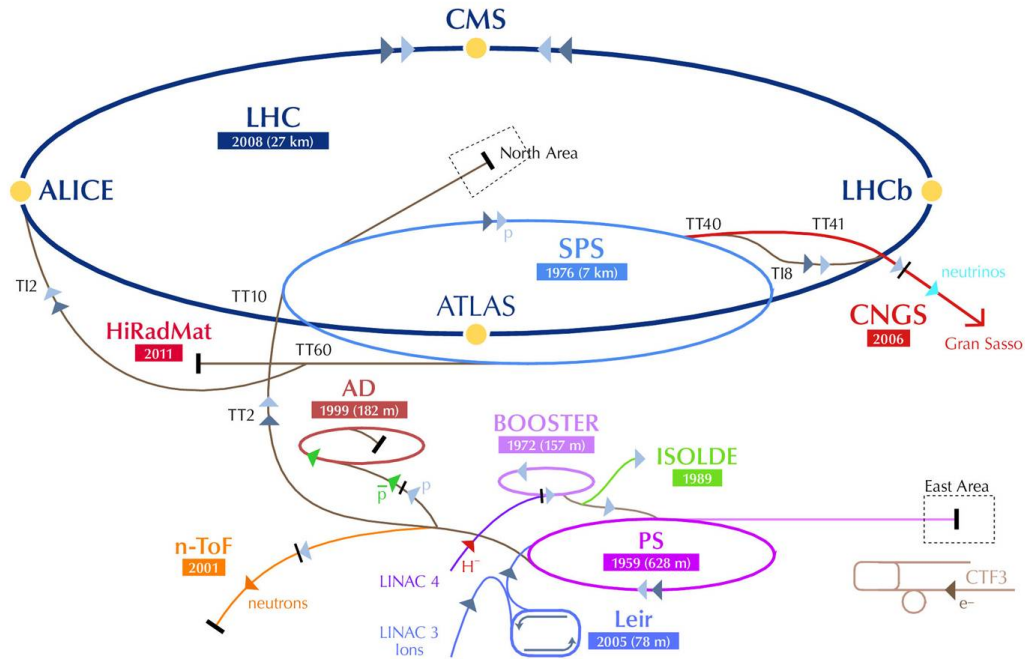 CMS
LHC
2008 (27 km)
North Area
ALICE
LHCb
TT40
TT41
p
SPS
1976 (7 km)
TI8
neutrinos
TI2
TT10
ATLAS
CNGS
2006
Gran Sasso
HiRadMat
2011
TT60
AD
1999 (182 m)
TT2
BOOSTER
1972 (157 m)
ISOLDE
1989
p̅
p
East Area
n-ToF
2001
PS
1959 (628 m)
H⁻
LINAC 4
neutrons
CTF3
e⁻
LINAC 3
Ions
Leir
2005 (78 m)